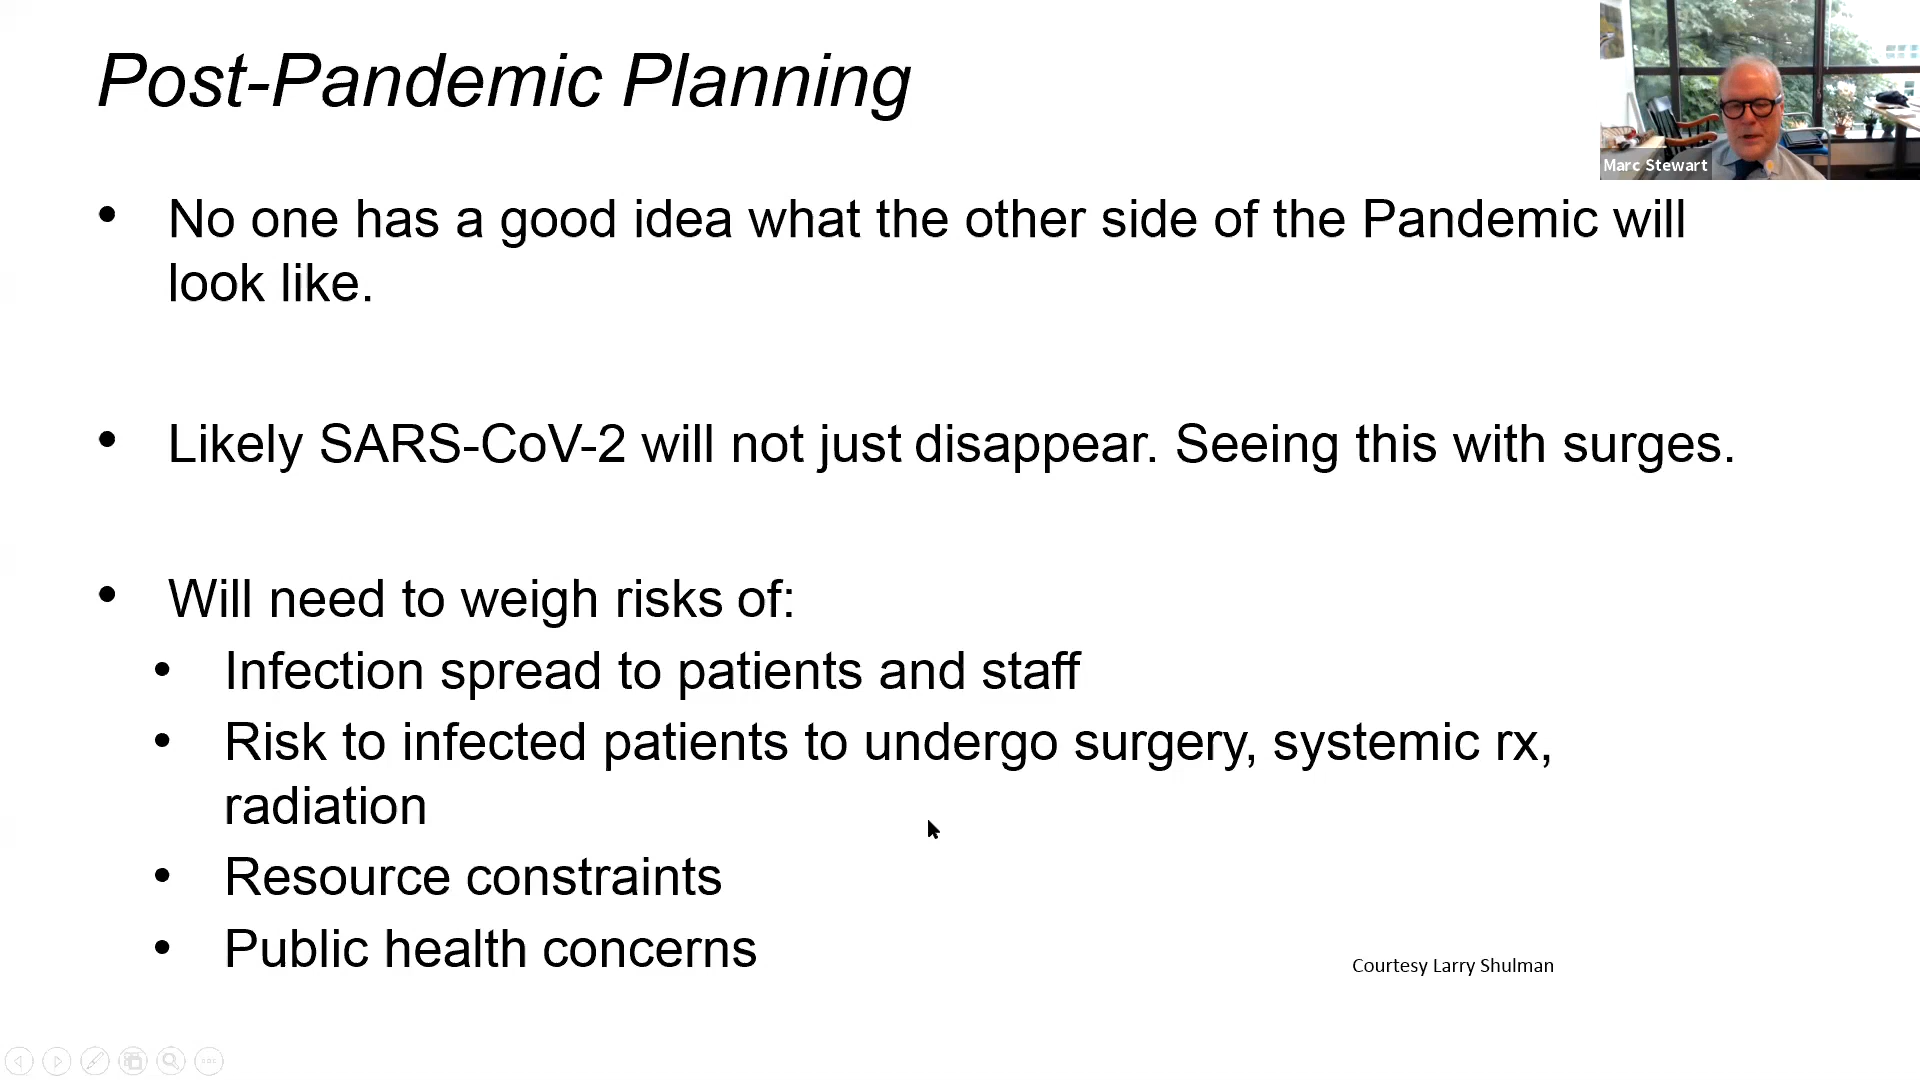 Post-Pandemic Planning
Marc Stewart
• No one has a good idea what the other side of the Pandemic will
look like.
• Likely SARS-CoV-2 will not just disappear. Seeing this with surges.
• Will need to weigh risks of:
• Infection spread to patients and staff
• Risk to infected patients to undergo surgery, systemic rx,
radiation
• Resource constraints
• Public health concerns
Courtesy Larry Shulman